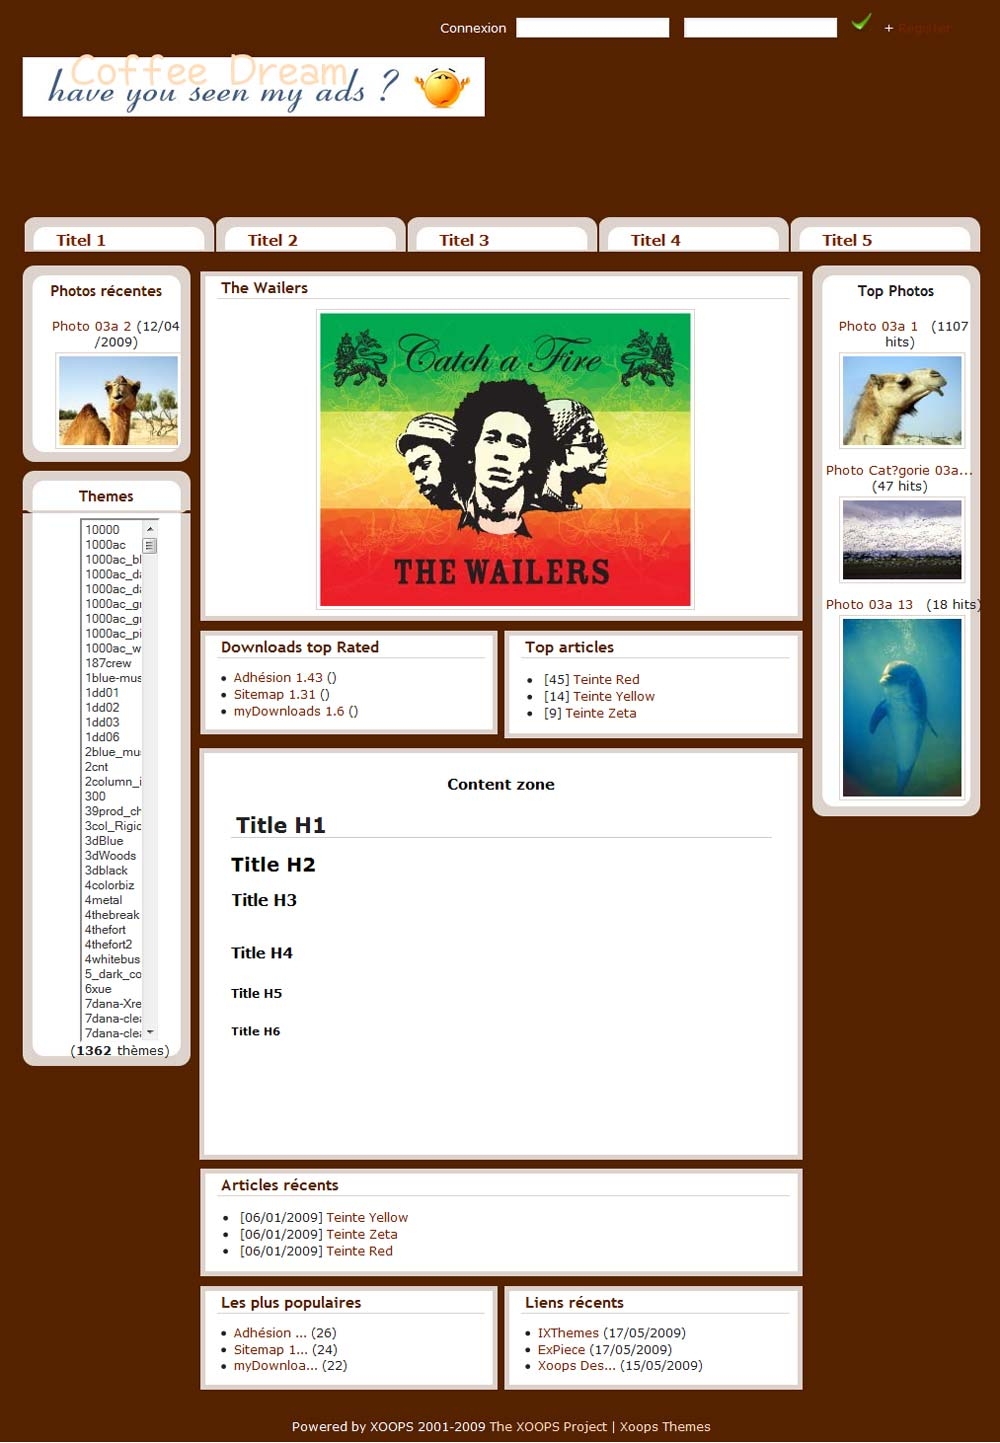 Connexion + Register
Coffee Dream
have you seen my ads ?
Titel 1
Titel 2
Titel 3
Titel 4
Titel 5
Photos récentes
Photo 03a 2 (12/04
/2009)
Themes
10000
1000ac
1000ac_bl
1000ac_da
1000ac_da
1000ac_gr
1000ac_gr
1000ac_pi
1000ac_w
187crew
1blue-mus
1dd01
1dd02
1dd03
1dd06
2blue_mu
2cnt
2column_i
300
39prod_ch
3col_Rigid
3dBlue
3dWoods
3dblack
4colorbiz
4metal
4thebreak
4thefort
4thefort2
4whitebus
5_dark_co
6xue
7dana-Xre
7dana-clea
7dana-clea
(1362 thèmes)
The Wailers
Catch a Fire
THE WAILERS
Downloads top Rated
Adhésion 1.43 ()
Sitemap 1.31 ()
myDownloads 1.6 ()
Top articles
[45] Teinte Red
[14] Teinte Yellow
[9] Teinte Zeta
Content zone
Title H1
Title H2
Title H3
Title H4
Title H5
Title H6
Articles récents
[06/01/2009] Teinte Yellow
[06/01/2009] Teinte Zeta
[06/01/2009] Teinte Red
Les plus populaires
Adhésion ... (26)
Sitemap 1... (24)
myDownloa... (22)
Liens récents
IXThemes (17/05/2009)
ExPiece (17/05/2009)
Xoops Des... (15/05/2009)
Top Photos
Photo 03a 1 (1107
hits)
Photo Cat?gorie 03a...
(47 hits)
Photo 03a 13 (18 hits)
Powered by XOOPS 2001-2009 The XOOPS Project | Xoops Themes